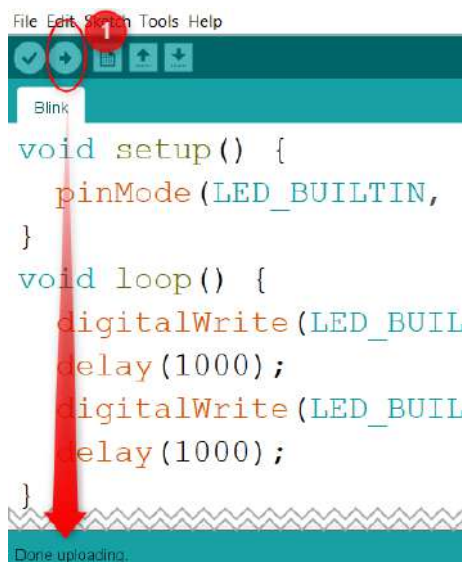 File Edit Sketch Tools Help
1
Blink
void setup() {
pinMode(LED_BUILTIN,
}
void loop() {
digitalWrite(LED_BUIL
delay(1000);
digitalWrite(LED_BUIL
delay(1000);
}
Done uploading.